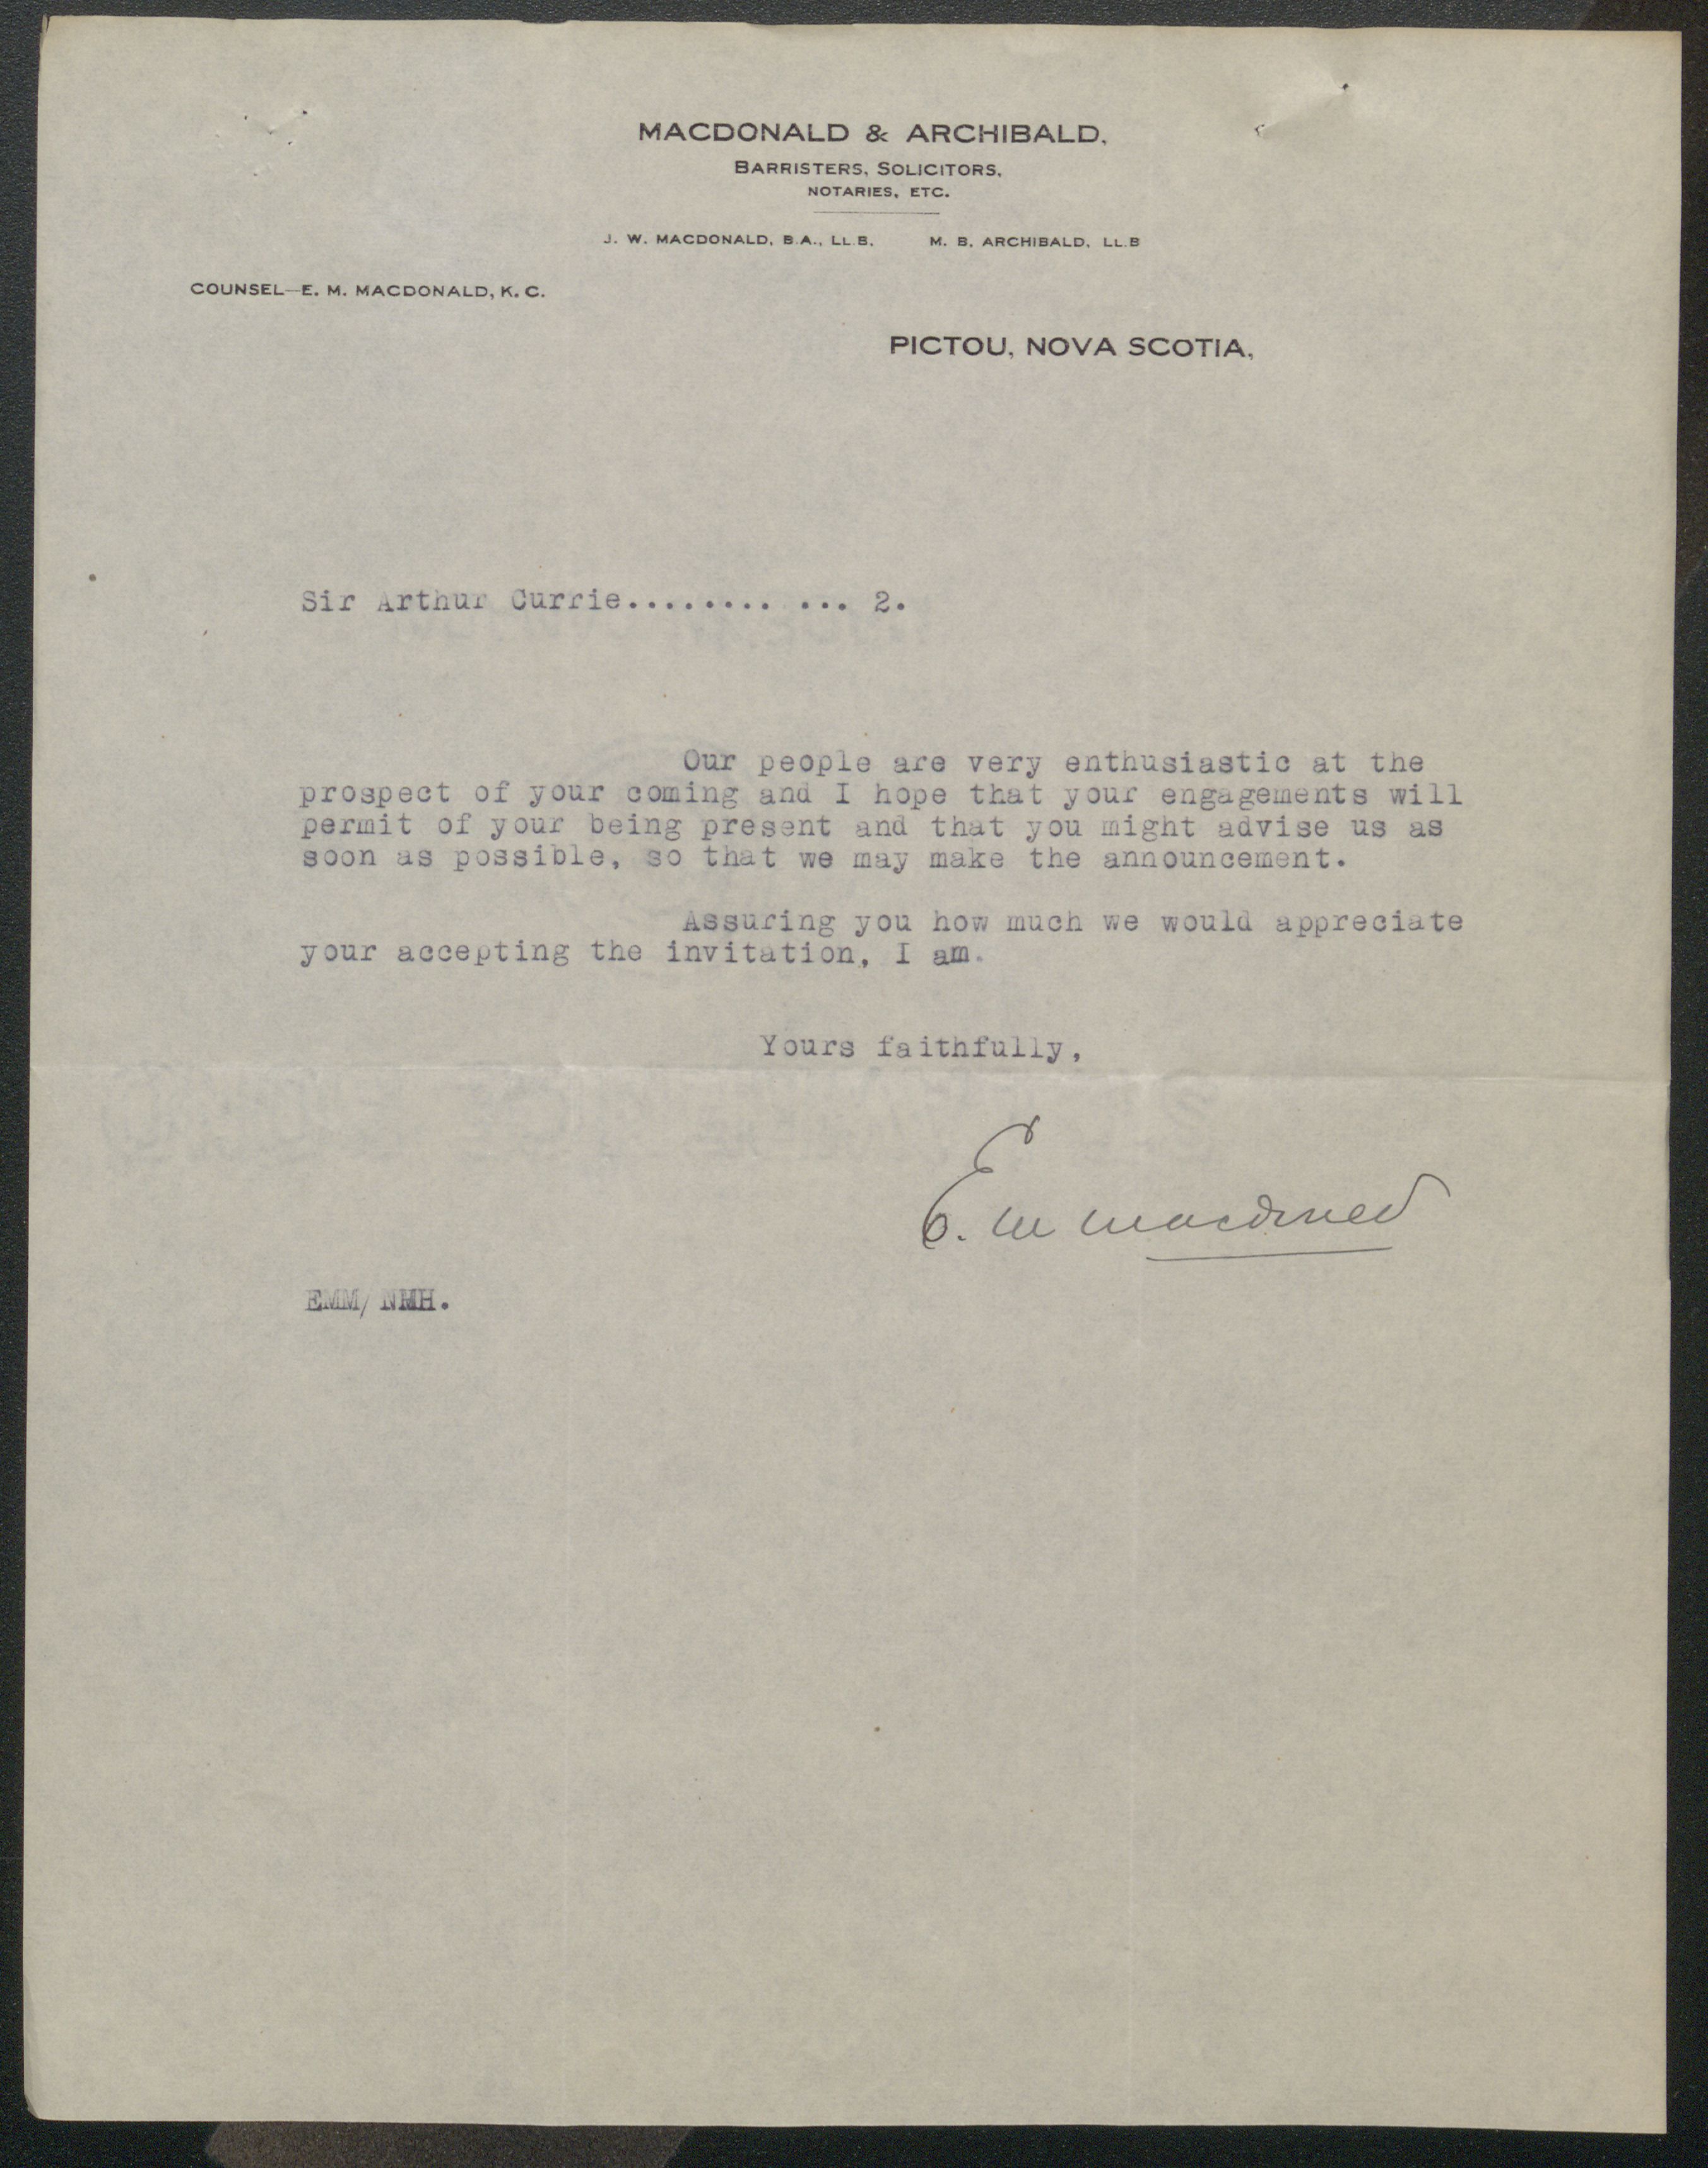 MACDONALD & ARCHIBALD,
BARRISTERS, SOLICITORS,
NOTARIES, ETC.
J. W. MACDONALD, B.A., LL.B. M. B. ARCHIBALD, LL.B
COUNSEL—E. M. MACDONALD, K. C.
PICTOU, NOVA SCOTIA,
Sir Arthur Currie........ ... 2.
Our people are very enthusiastic at the
prospect of your coming and I hope that your engagements will
permit of your being present and that you might advise us as
soon as possible, so that we may make the announcement.
Assuring you how much we would appreciate
your accepting the invitation, I am.
Yours faithfully,
E. M Macdonald
EMM/NMH.